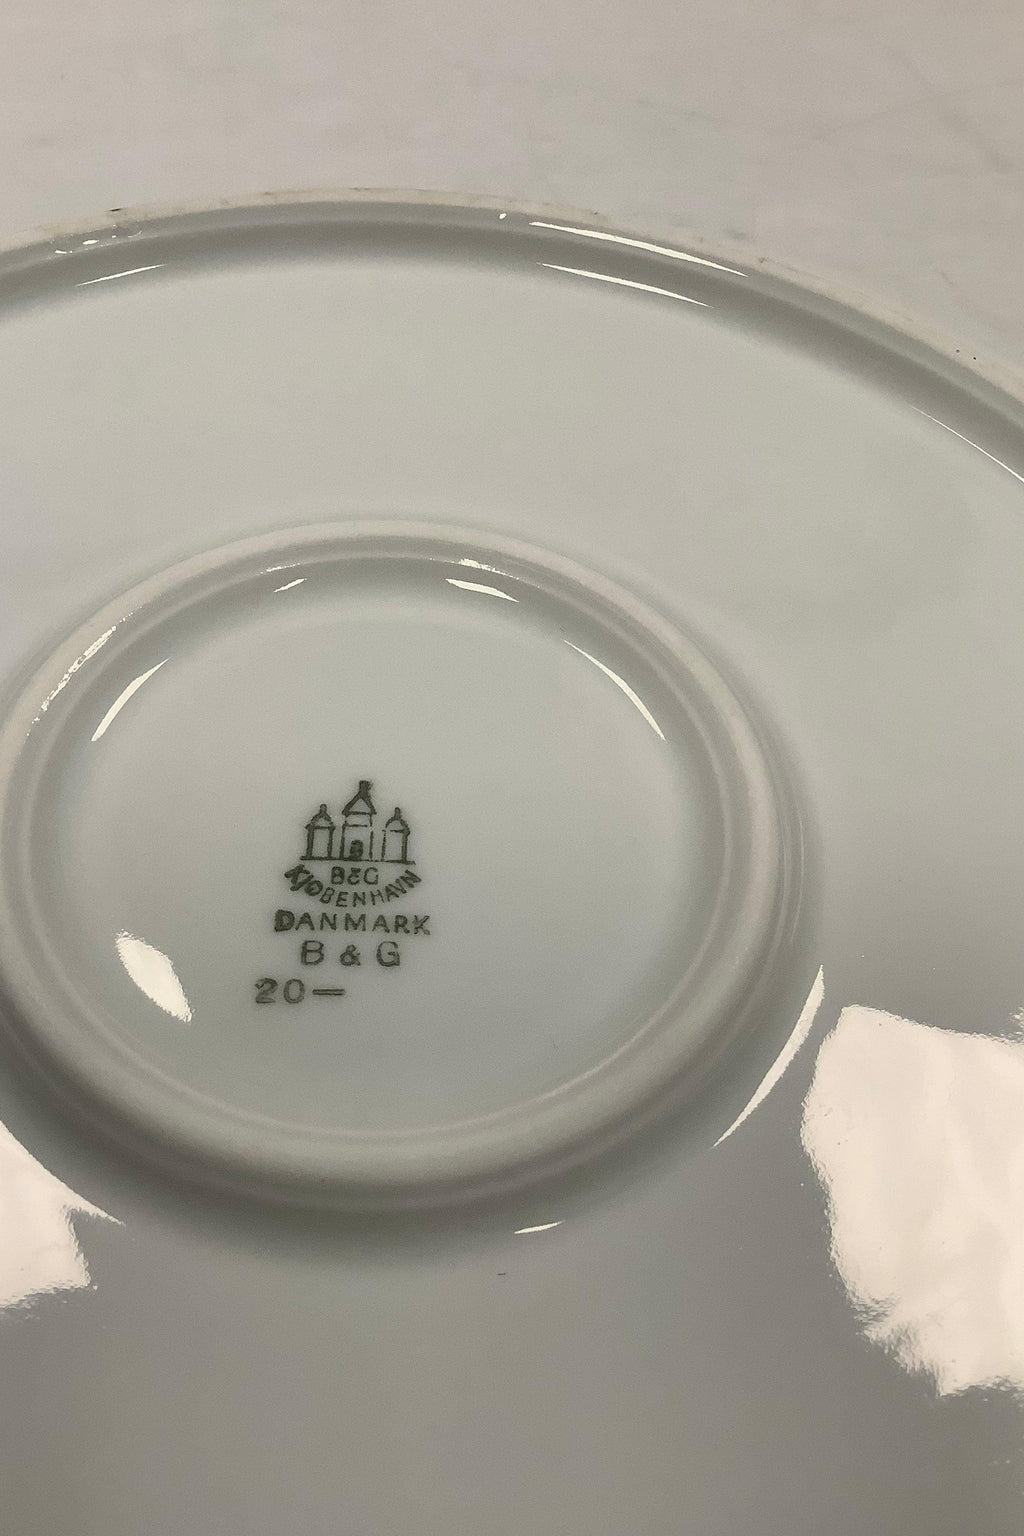 B&G
KJØBENHAVN
DANMARK
B & G
20—